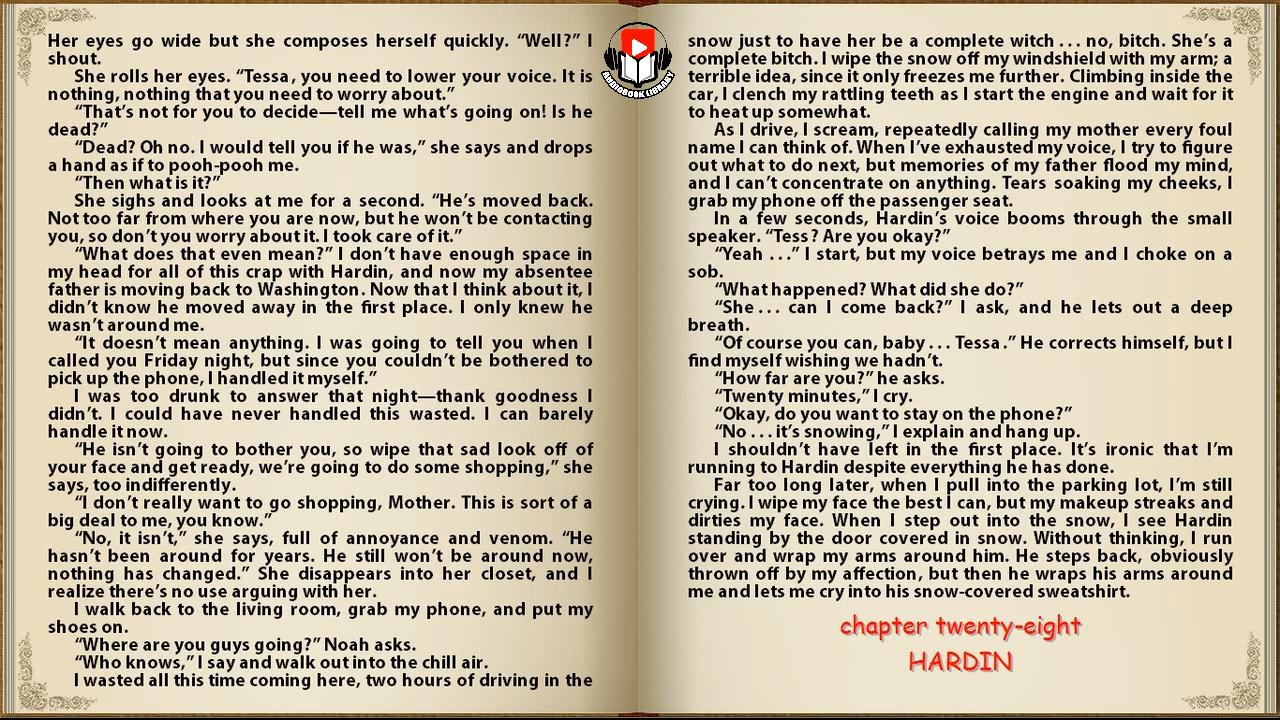 Her eyes go wide but she composes herself quickly. “Well?” I
shout.
She rolls her eyes. “Tessa, you need to lower your voice. It is
nothing, nothing that you need to worry about.”
“That’s not for you to decide—tell me what’s going on! Is he
dead?”
“Dead? Oh no. I would tell you if he was,” she says and drops
a hand as if to pooh-pooh me.
“Then what is it?”
She sighs and looks at me for a second. “He’s moved back.
Not too far from where you are now, but he won’t be contacting
you, so don’t you worry about it. I took care of it.”
“What does that even mean?” I don’t have enough space in
my head for all of this crap with Hardin, and now my absentee
father is moving back to Washington. Now that I think about it, I
didn’t know he moved away in the first place. I only knew he
wasn’t around me.
“It doesn’t mean anything. I was going to tell you when I
called you Friday night, but since you couldn’t be bothered to
pick up the phone, I handled it myself.”
I was too drunk to answer that night—thank goodness I
didn’t. I could have never handled this wasted. I can barely
handle it now.
“He isn’t going to bother you, so wipe that sad look off of
your face and get ready, we’re going to do some shopping,” she
says, too indifferently.
“I don’t really want to go shopping, Mother. This is sort of a
big deal to me, you know.”
“No, it isn’t,” she says, full of annoyance and venom. “He
hasn’t been around for years. He still won’t be around now,
nothing has changed.” She disappears into her closet, and I
realize there’s no use arguing with her.
I walk back to the living room, grab my phone, and put my
shoes on.
“Where are you guys going?” Noah asks.
“Who knows,” I say and walk out into the chill air.
I wasted all this time coming here, two hours of driving in the
snow just to have her be a complete witch . . . no, bitch. She’s a
complete bitch. I wipe the snow off my windshield with my arm; a
terrible idea, since it only freezes me further. Climbing inside the
car, I clench my rattling teeth as I start the engine and wait for it
to heat up somewhat.
As I drive, I scream, repeatedly calling my mother every foul
name I can think of. When I’ve exhausted my voice, I try to figure
out what to do next, but memories of my father flood my mind,
and I can’t concentrate on anything. Tears soaking my cheeks, I
grab my phone off the passenger seat.
In a few seconds, Hardin’s voice booms through the small
speaker. “Tess? Are you okay?”
“Yeah . . .” I start, but my voice betrays me and I choke on a
sob.
“What happened? What did she do?”
“She . . . can I come back?” I ask, and he lets out a deep
breath.
“Of course you can, baby . . . Tessa.” He corrects himself, but I
find myself wishing we hadn’t.
“How far are you?” he asks.
“Twenty minutes,” I cry.
“Okay, do you want to stay on the phone?”
“No . . . it’s snowing,” I explain and hang up.
I shouldn’t have left in the first place. It’s ironic that I’m
running to Hardin despite everything he has done.
Far too long later, when I pull into the parking lot, I’m still
crying. I wipe my face the best I can, but my makeup streaks and
dirties my face. When I step out into the snow, I see Hardin
standing by the door covered in snow. Without thinking, I run
over and wrap my arms around him. He steps back, obviously
thrown off by my affection, but then he wraps his arms around
me and lets me cry into his snow-covered sweatshirt.
chapter twenty-eight
HARDIN
AUDIOBOOK LIBRARY